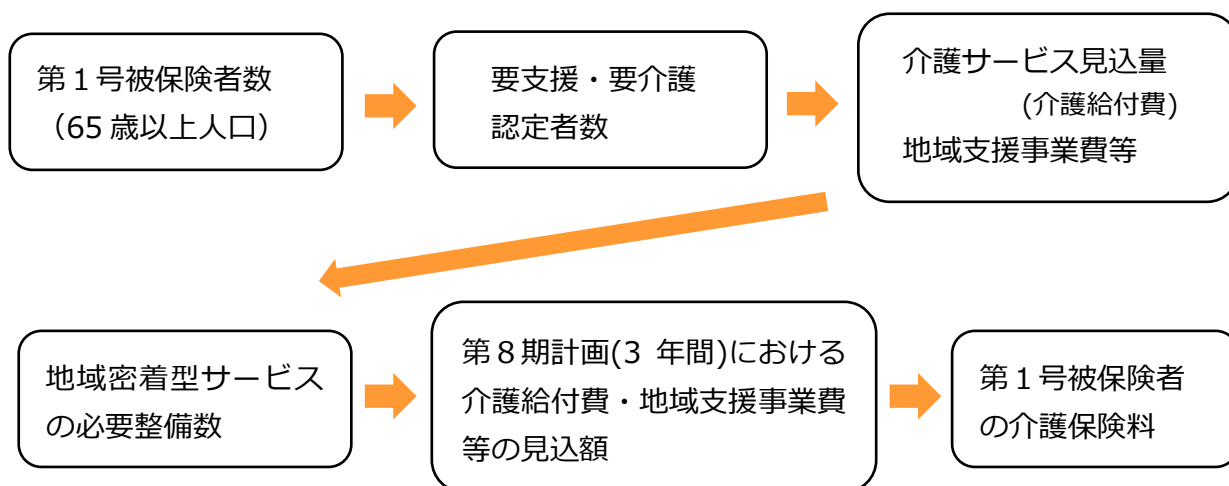 第１号被保険者数
（65 歳以上人口）
要支援・要介護
認定者数
介護サービス見込量
(介護給付費)
地域支援事業費等
地域密着型サービス
の必要整備数
第８期計画(3 年間)における
介護給付費・地域支援事業費
等の見込額
第１号被保険者
の介護保険料